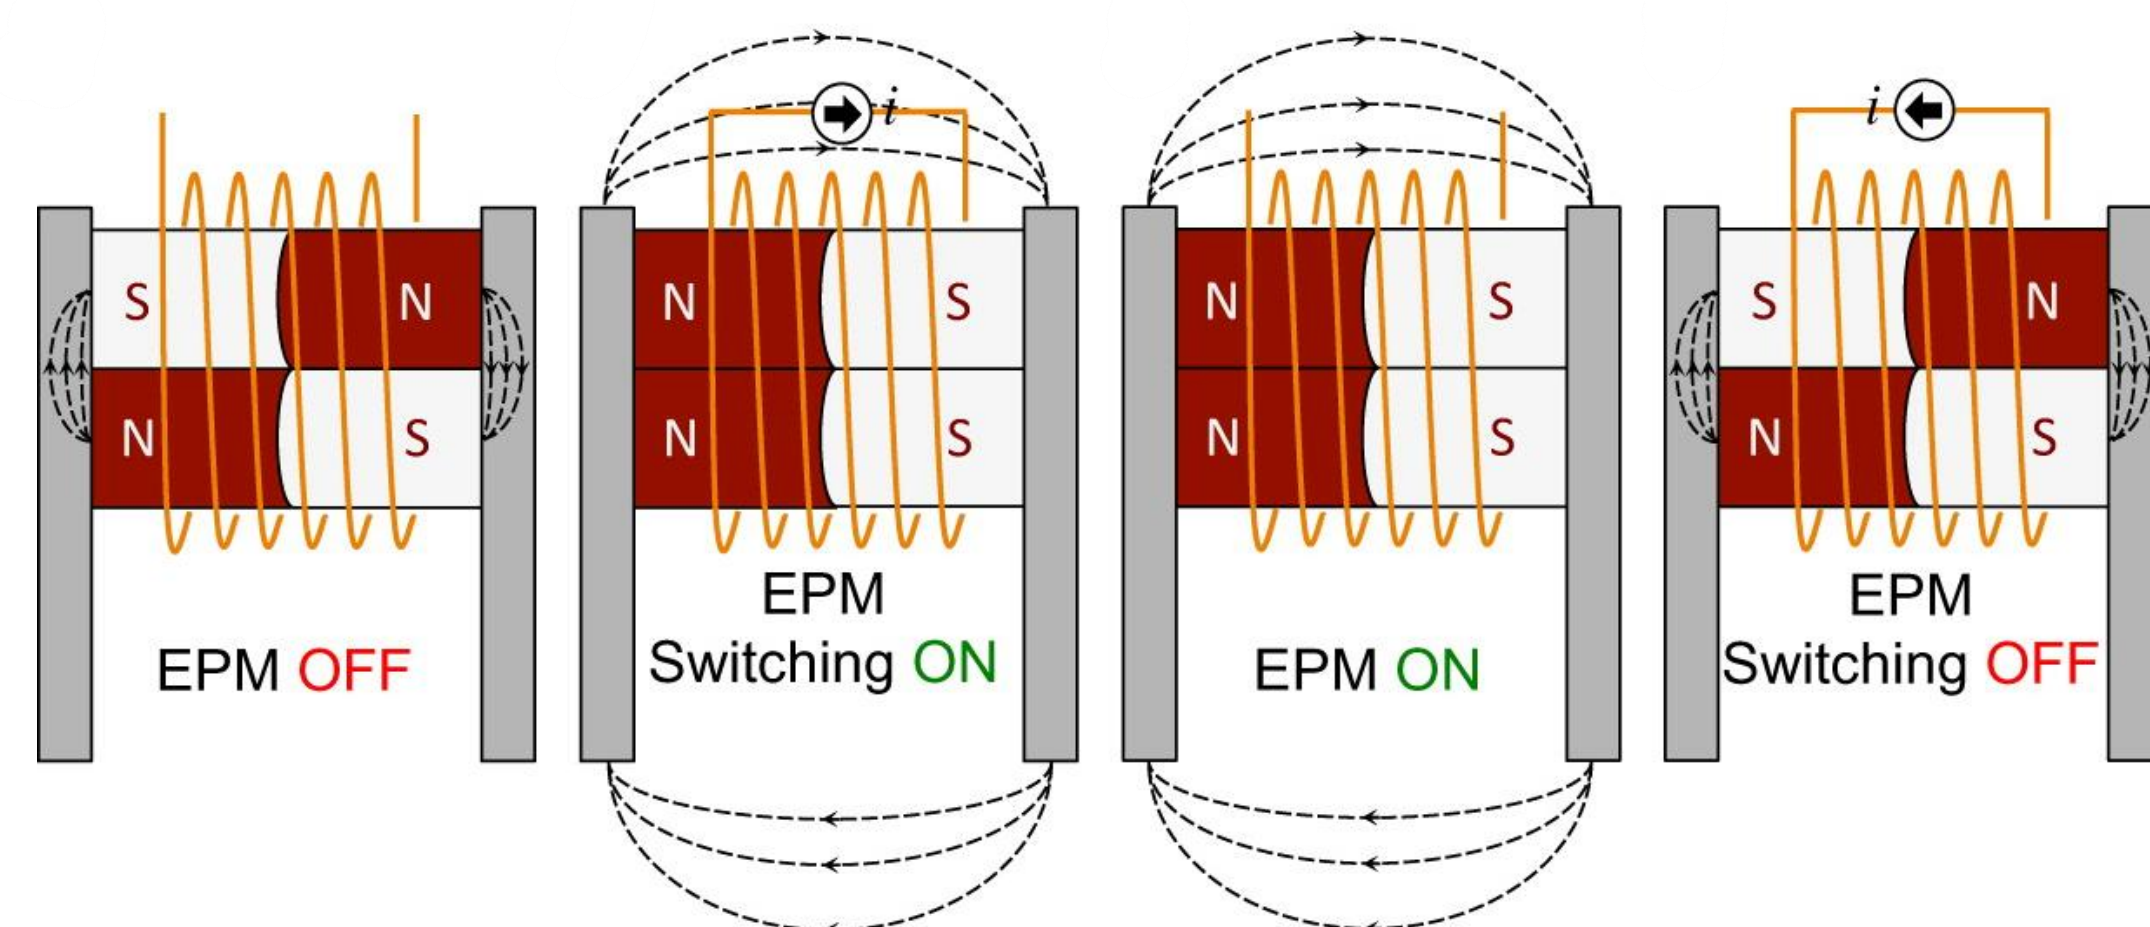 S N
N S
EPM OFF
i
N S
N S
EPM
Switching ON
N S
N S
EPM ON
i
S N
N S
EPM
Switching OFF